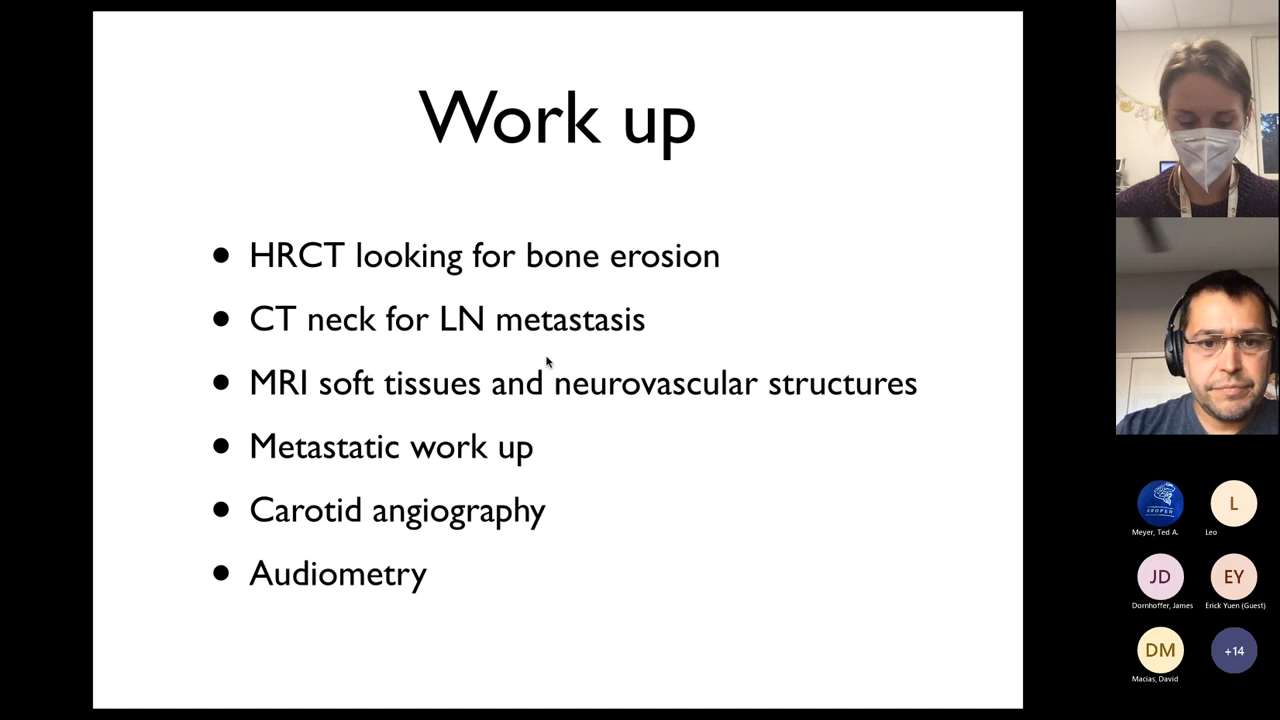 Work up
• HRCT looking for bone erosion
• CT neck for LN metastasis
• MRI soft tissues and neurovascular structures
• Metastatic work up
• Carotid angiography
• Audiometry
PROPER
L
Meyer, Ted A.
Leo
JD
EY
Dornhoffer, James
Erick Yuen (Guest)
DM
+14
Macias, David